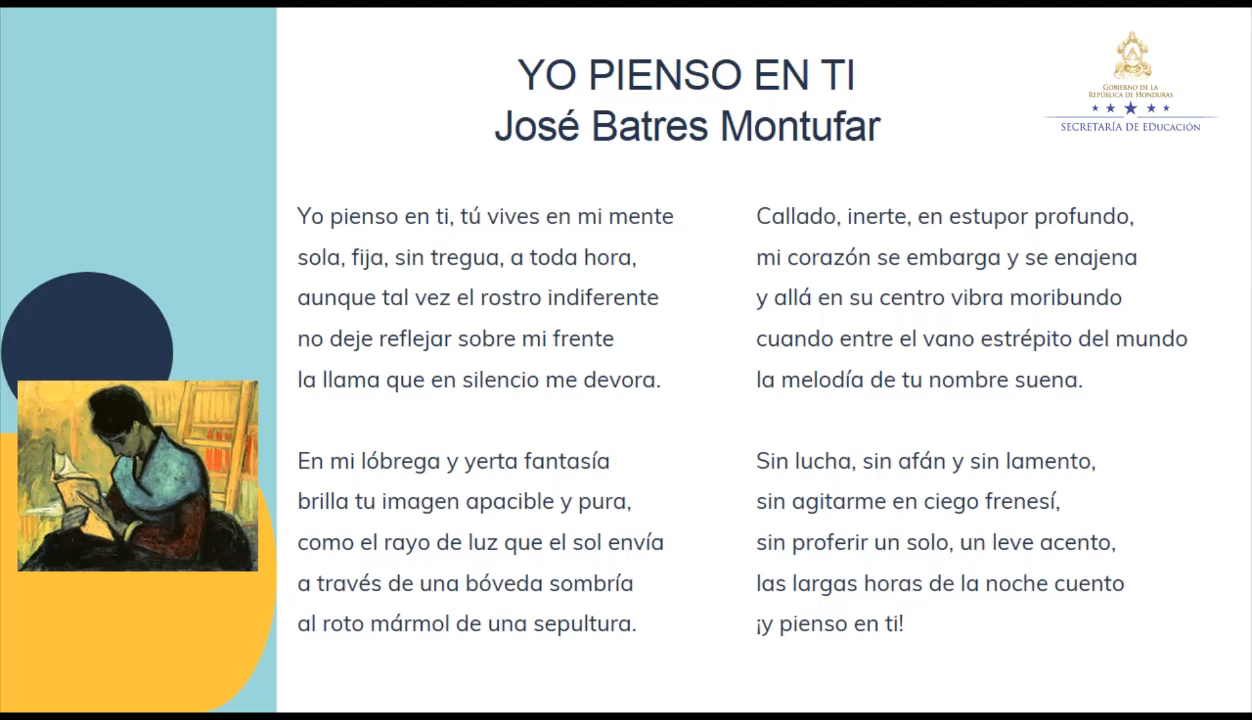 YO PIENSO EN TI
José Batres Montufar
GOBIERNO DE LA
REPÚBLICA DE HONDURAS
SECRETARÍA DE EDUCACIÓN
Yo pienso en ti, tú vives en mi mente
sola, fija, sin tregua, a toda hora,
aunque tal vez el rostro indiferente
no deje reflejar sobre mi frente
la llama que en silencio me devora.
En mi lóbrega y yerta fantasía
brilla tu imagen apacible y pura,
como el rayo de luz que el sol envía
a través de una bóveda sombría
al roto mármol de una sepultura.
Callado, inerte, en estupor profundo,
mi corazón se embarga y se enajena
y allá en su centro vibra moribundo
cuando entre el vano estrépito del mundo
la melodía de tu nombre suena.
Sin lucha, sin afán y sin lamento,
sin agitarme en ciego frenesí,
sin proferir un solo, un leve acento,
las largas horas de la noche cuento
¡y pienso en ti!